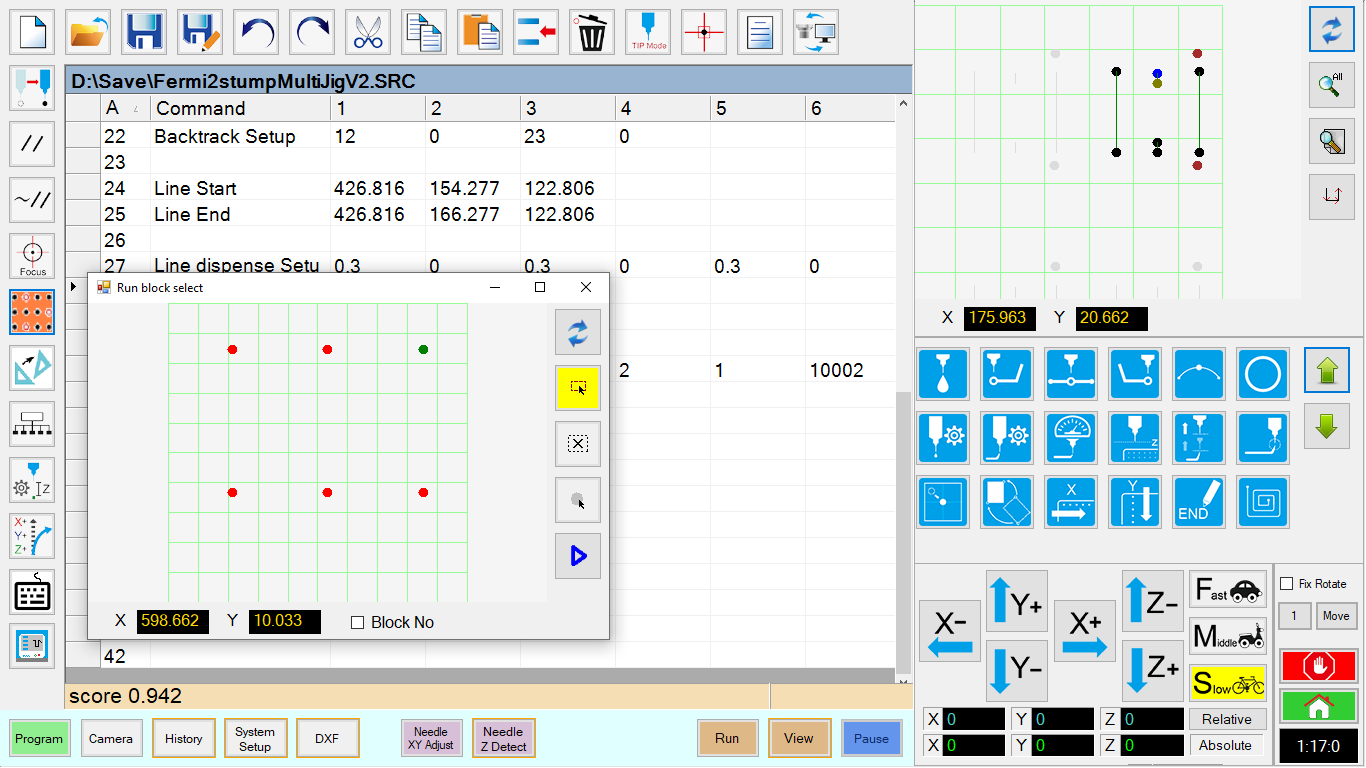 TIP Mode
D:\Save\Fermi2stumpMultiJigV2.SRC
A Command 1 2 3 4 5 6
22 Backtrack Setup 12 0 23 0
23
24 Line Start 426.816 154.277 122.806
25 Line End 426.816 166.277 122.806
26
27 Line dispense Setu 0.3 0 0.3 0 0.3 0
2 1 10002
42
Focus
Z
X+
Y+
Z+
Run block select
X 598.662 Y 10.033 Block No
score 0.942
Program Camera History System Setup DXF Needle XY Adjust Needle Z Detect Run View Pause
All
X 175.963 Y 20.662
Z
X Y END
X- Y+ X+ Z- Fast
Y- Z+ Middle
Slow
Fix Rotate
1 Move
X 0 Y 0 Z 0 Relative
X 0 Y 0 Z 0 Absolute
1:17:0